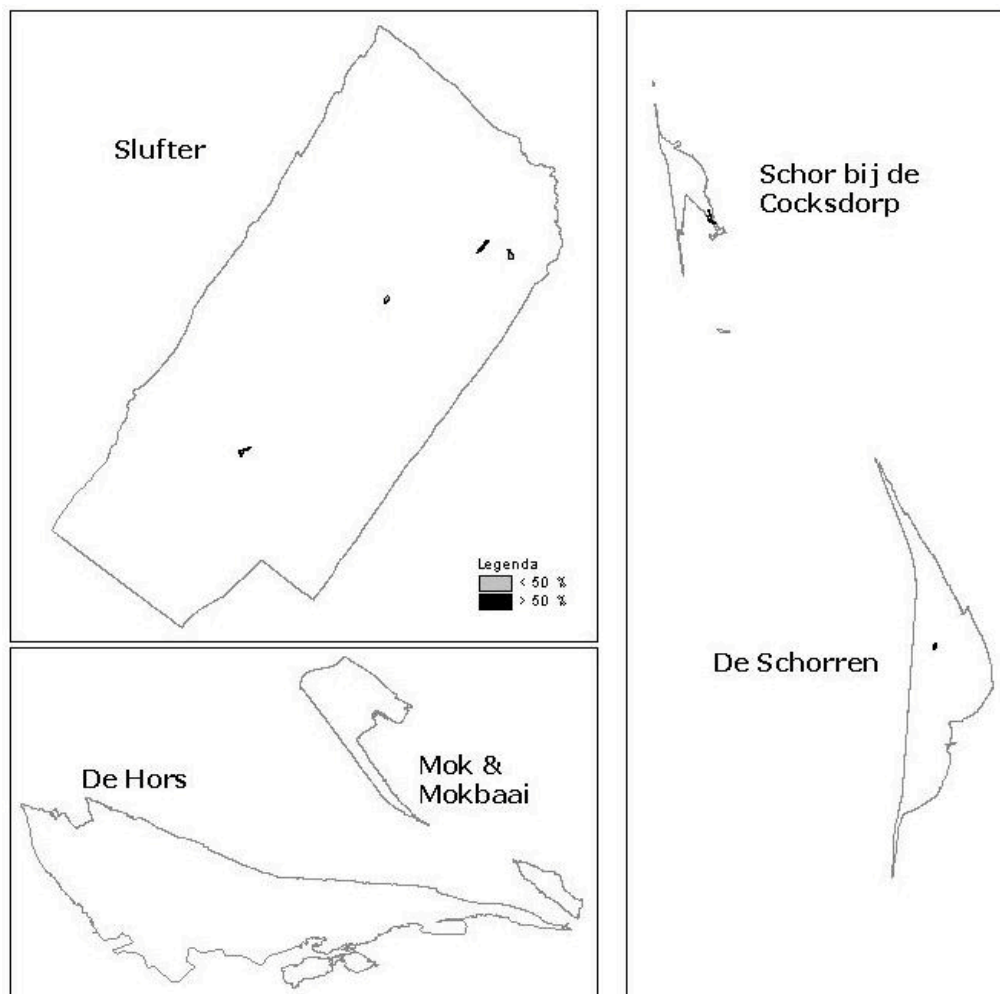 Slufter
Legenda
< 50 %
> 50 %
De Hors
Mok &
Mokbaai
Schor bij de
Cocksdorp
De Schorren